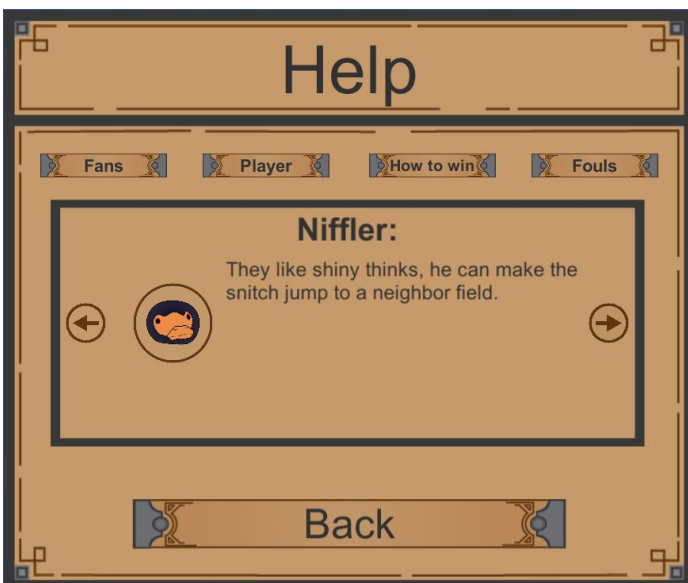 Help
Fans
Player
How to win
Fouls
Niffler:
They like shiny thinks, he can make the
snitch jump to a neighbor field.
Back